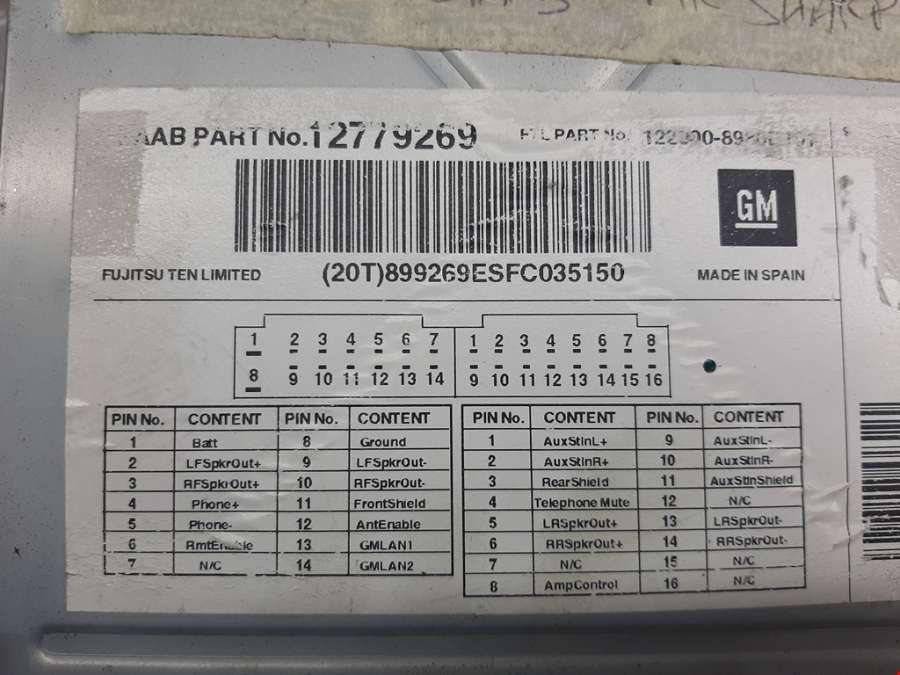 AAB PART No. 12779269
PART No.
GM
FUJITSU TEN LIMITED (20T)899269ESFC035150 MADE IN SPAIN
1 2 3 4 5 6 7 1 2 3 4 5 6 7 8
8 9 10 11 12 13 14 9 10 11 12 13 14 15 16
PIN No. CONTENT PIN No. CONTENT PIN No. CONTENT PIN No. CONTENT
1 Batt 8 Ground 1 AuxStInL+ 9 AuxStInL-
2 LFSpkrOut+ 9 LFSpkrOut- 2 AuxStInR+ 10 AuxStInR-
3 RFSpkrOut+ 10 RFSpkrOut- 3 RearShield 11 AuxStInShield
4 Phone+ 11 FrontShield 4 Telephone Mute 12 N/C
5 Phone- 12 AntEnable 5 LRSpkrOut+ 13 LRSpkrOut-
6 RmtEnable 13 GMLAN1 6 RRSpkrOut+ 14 RRSpkrOut-
7 N/C 14 GMLAN2 7 N/C 15 N/C
8 AmpControl 16 N/C